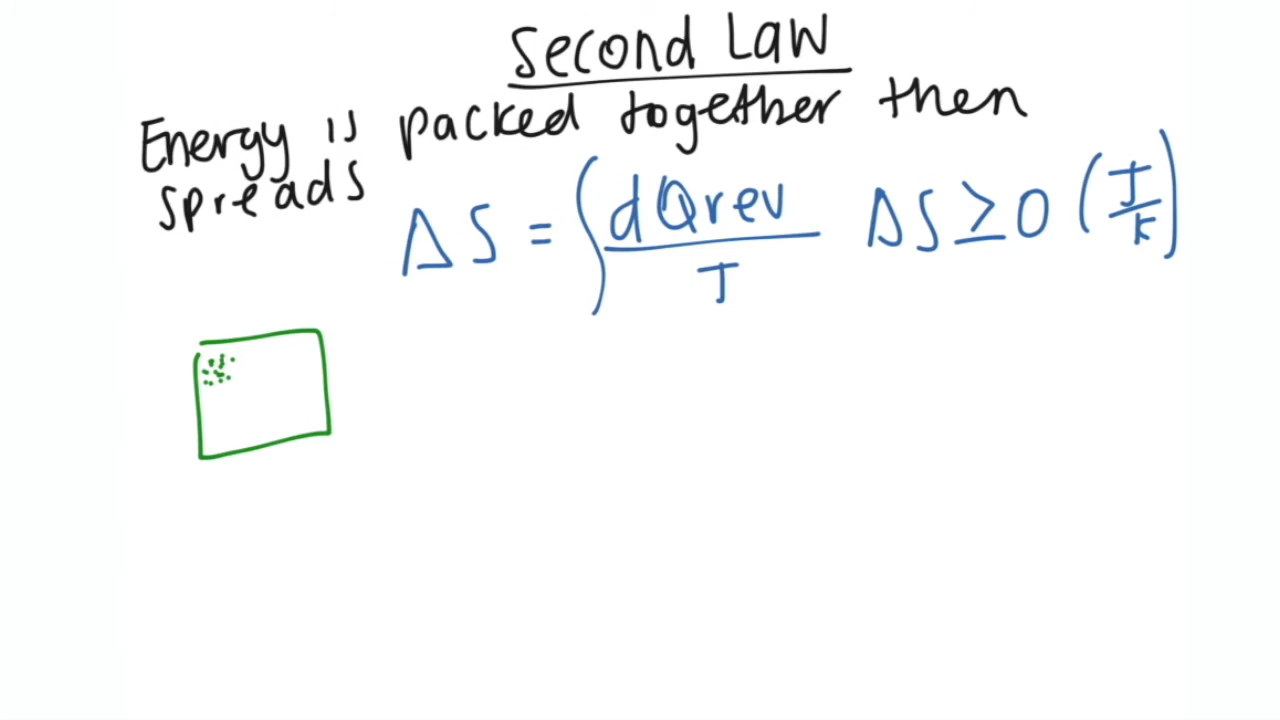 Second Law
Energy is packed together then
spreads
ΔS = ∫ dQrev / T ΔS ≥ 0 (J/K)